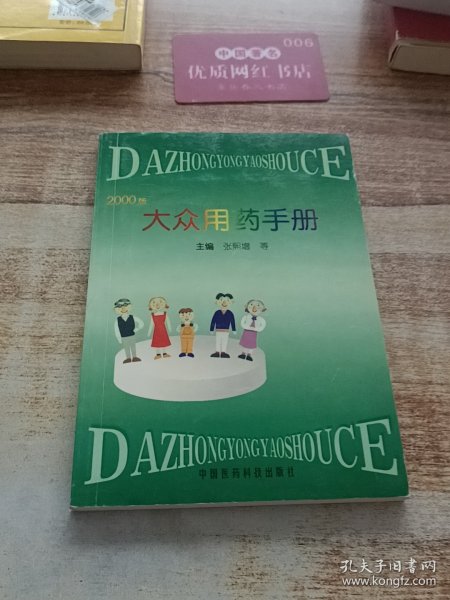 006
中国著名
优质网红书店
DAZHONGYONGYAOSHOUCE
2000版
大众用药手册
主编 张熙增 等
DAZHONGYONGYAOSHOUCE
中国医药科技出版社
孔夫子旧书网
www.kongfz.com